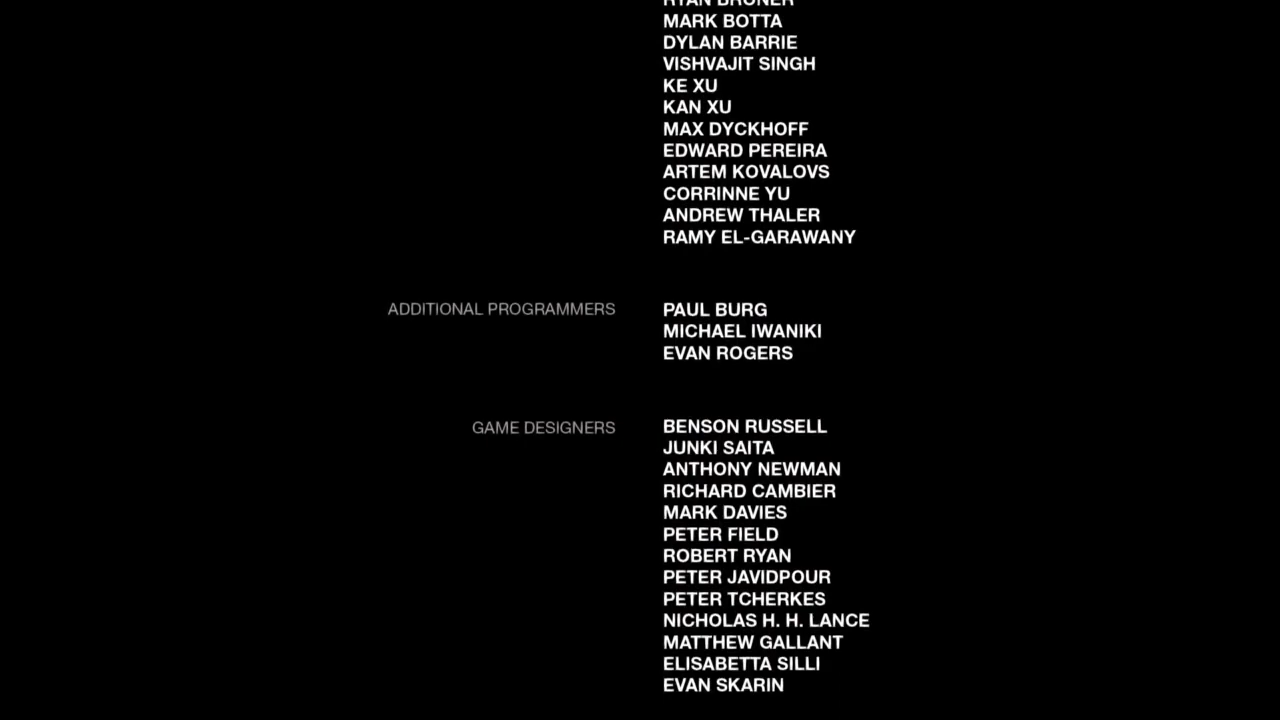 RYAN BRONER
MARK BOTTA
DYLAN BARRIE
VISHVAJIT SINGH
KE XU
KAN XU
MAX DYCKHOFF
EDWARD PEREIRA
ARTEM KOVALOVS
CORRINNE YU
ANDREW THALER
RAMY EL-GARAWANY
ADDITIONAL PROGRAMMERS PAUL BURG
MICHAEL IWANIKI
EVAN ROGERS
GAME DESIGNERS BENSON RUSSELL
JUNKI SAITA
ANTHONY NEWMAN
RICHARD CAMBIER
MARK DAVIES
PETER FIELD
ROBERT RYAN
PETER JAVIDPOUR
PETER TCHERKES
NICHOLAS H. H. LANCE
MATTHEW GALLANT
ELISABETTA SILLI
EVAN SKARIN